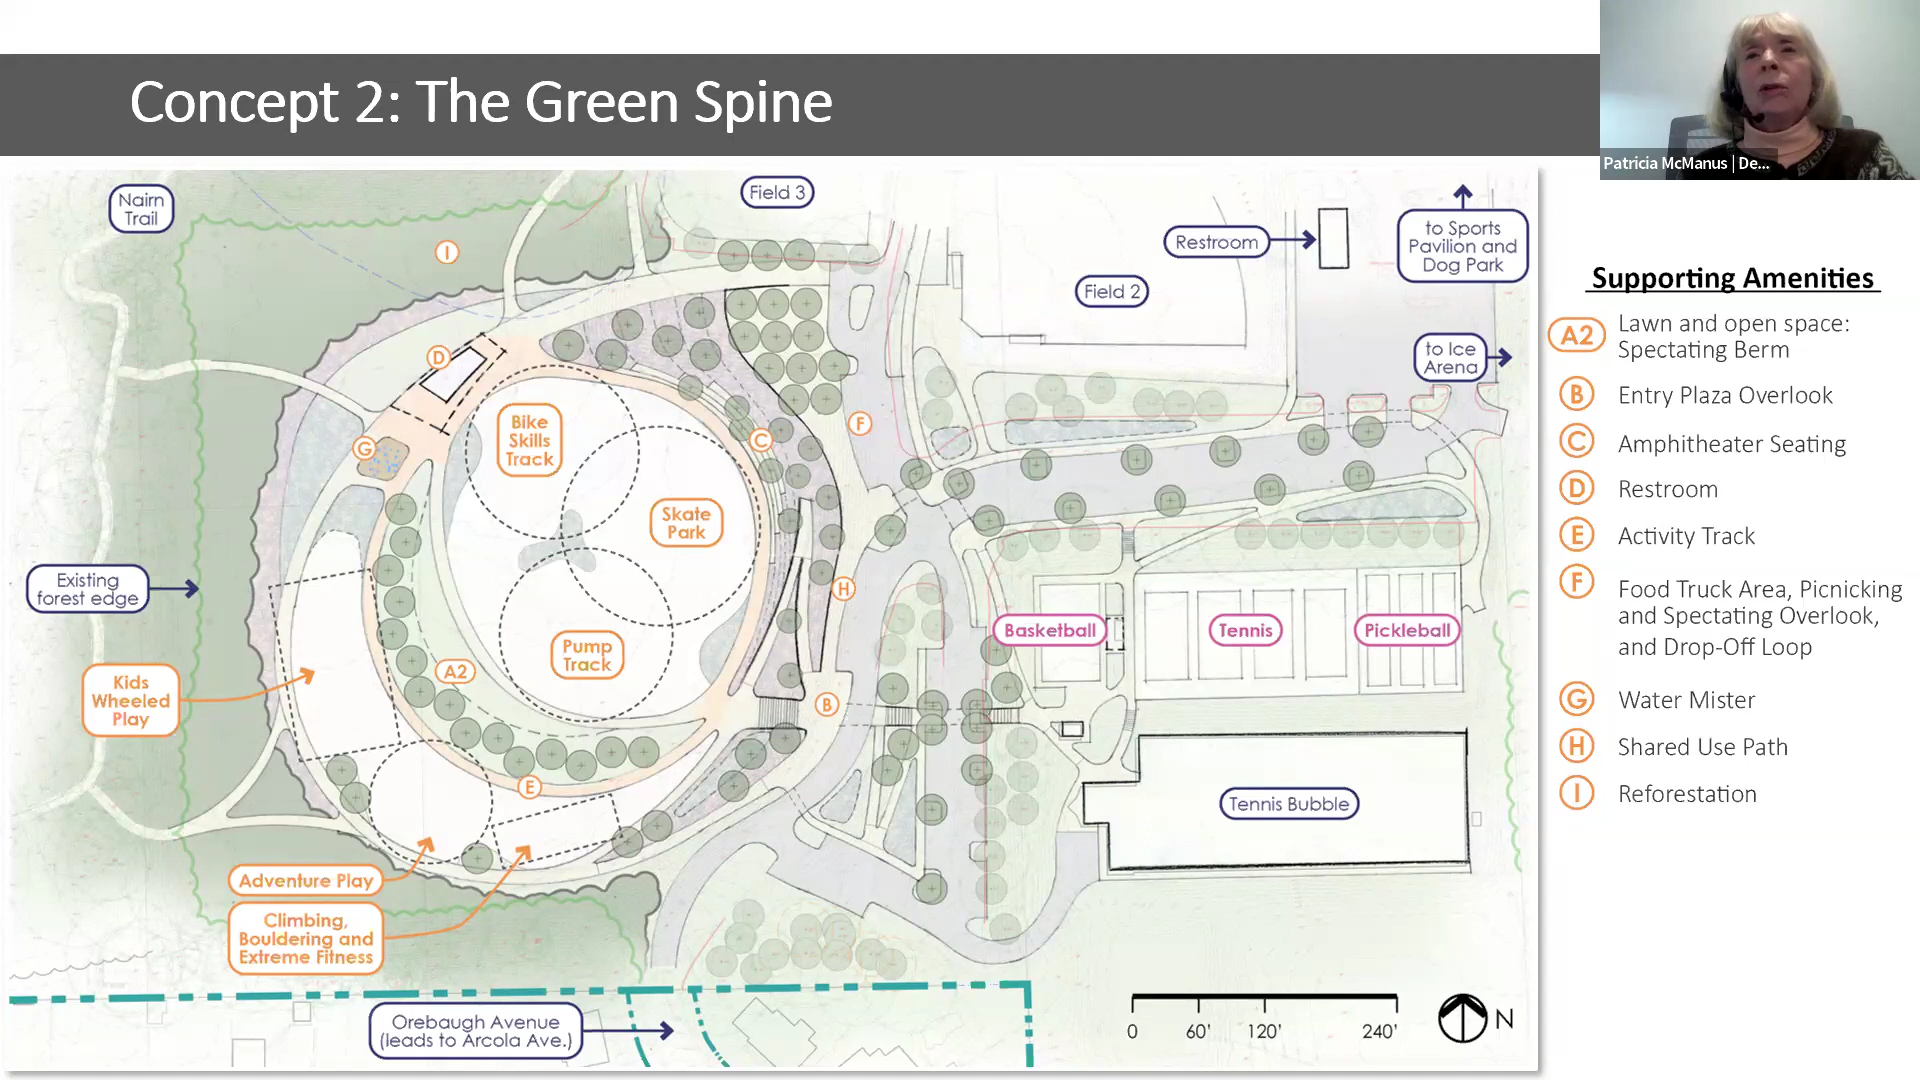 Concept 2: The Green Spine
Patricia McManus | De...
Nairn
Trail
Field 3
Restroom
to Sports
Pavilion and
Dog Park
I
Field 2
to Ice
Arena
D
Bike
Skills
Track
G
C
F
Skate
Park
Existing
forest edge
H
Basketball
Tennis
Pickleball
Pump
Track
A2
Kids
Wheeled
Play
B
E
Tennis Bubble
Adventure Play
Climbing,
Bouldering and
Extreme Fitness
Orebaugh Avenue
(leads to Arcola Ave.)
0 60' 120' 240'
N
Supporting Amenities
A2 Lawn and open space:
Spectating Berm
B Entry Plaza Overlook
C Amphitheater Seating
D Restroom
E Activity Track
F Food Truck Area, Picnicking
and Spectating Overlook,
and Drop-Off Loop
G Water Mister
H Shared Use Path
I Reforestation